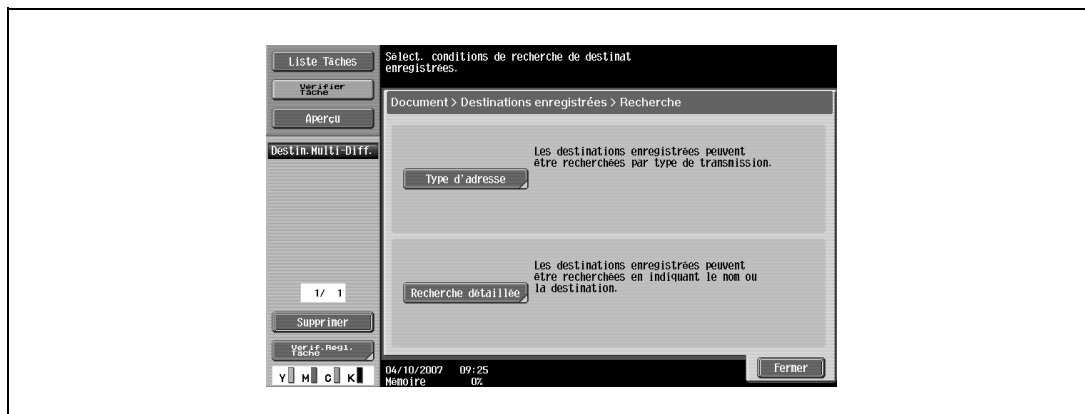 Liste Tâches
Vérifier
Tâche
Aperçu
Destin.Multi-Diff.
1/ 1
Supprimer
Vérif.Régl.
Tâche
Y M C K
Sélect. conditions de recherche de destinat
enregistrées.
Document > Destinations enregistrées > Recherche
Type d'adresse
Les destinations enregistrées peuvent
être recherchées par type de transmission.
Recherche détaillée
Les destinations enregistrées peuvent
être recherchées en indiquant le nom ou
la destination.
04/10/2007 09:25
Mémoire 0%
Fermer